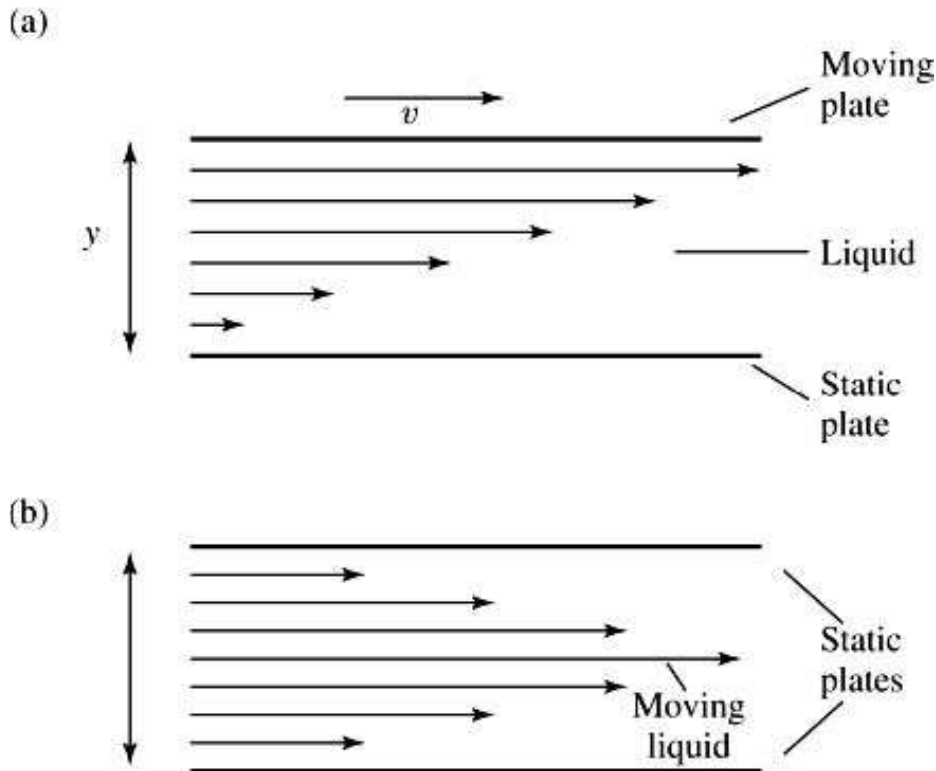 (a)
Moving
plate
v
y
Liquid
Static
plate
(b)
Static
plates
Moving
liquid